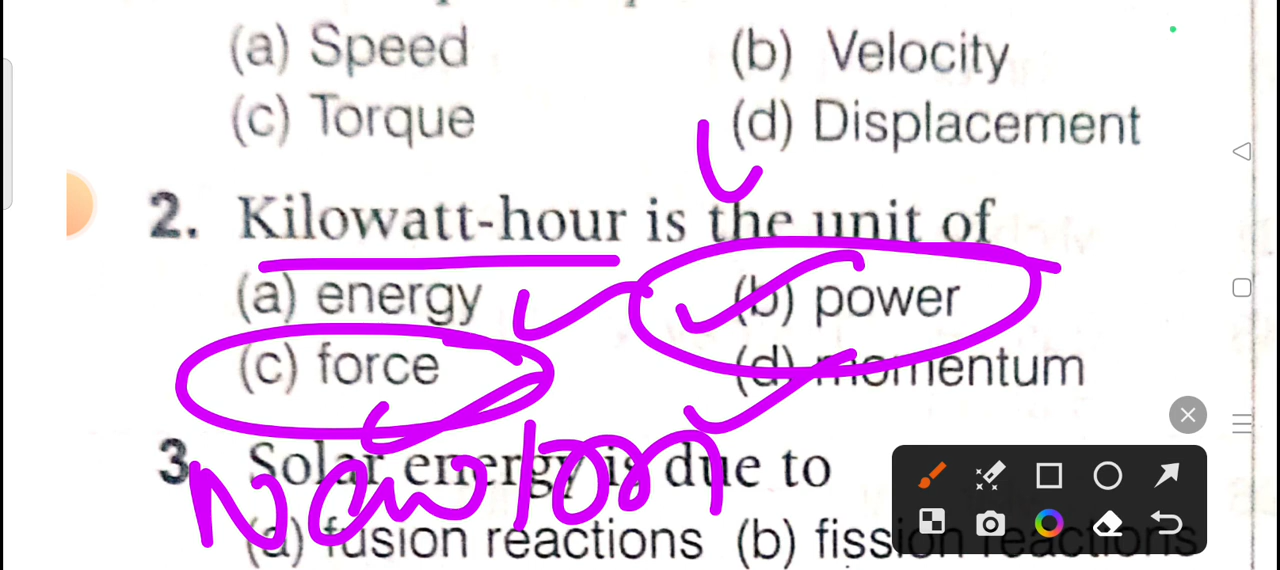 (a) Speed (b) Velocity
(c) Torque (d) Displacement
2. Kilowatt-hour is the unit of
(a) energy (b) power
(c) force (d) momentum
3. Solar energy is due to
Newton
(a) fusion reactions (b) fission reactions